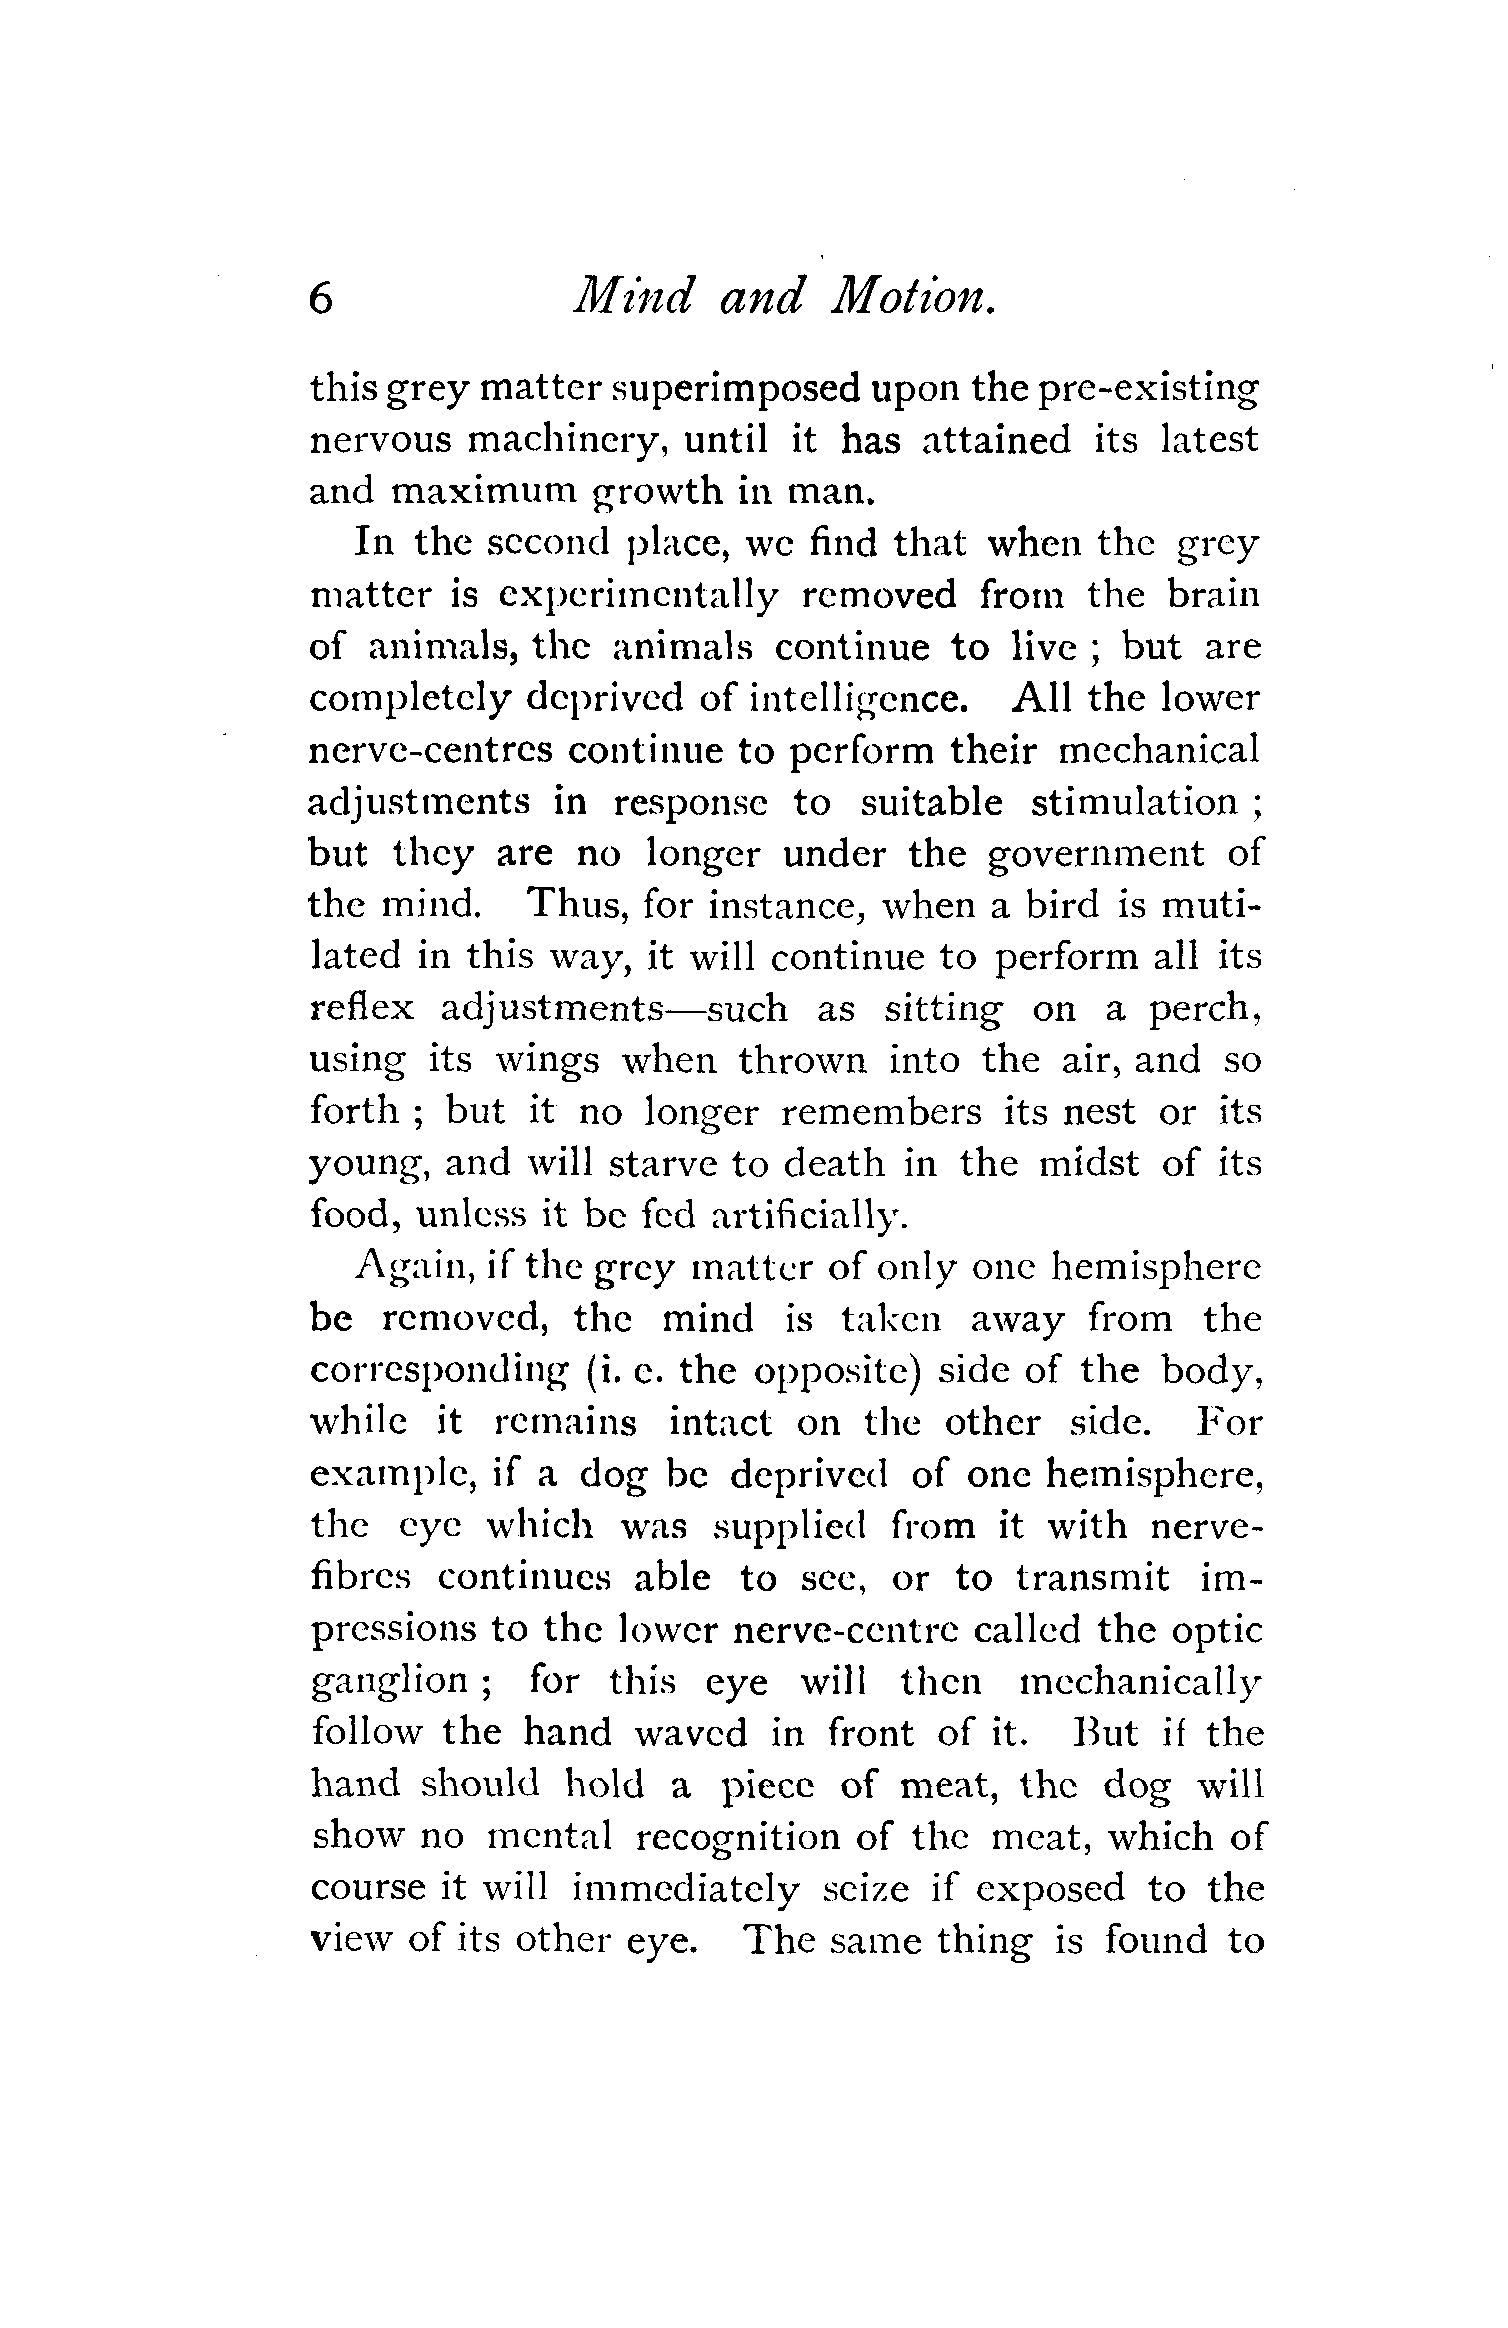 6 Mind and Motion.
this grey matter superimposed upon the pre-existing
nervous machinery, until it has attained its latest
and maximum growth in man.
In the second place, we find that when the grey
matter is experimentally removed from the brain
of animals, the animals continue to live ; but are
completely deprived of intelligence. All the lower
nerve-centres continue to perform their mechanical
adjustments in response to suitable stimulation ;
but they are no longer under the government of
the mind. Thus, for instance, when a bird is muti-
lated in this way, it will continue to perform all its
reflex adjustments—such as sitting on a perch,
using its wings when thrown into the air, and so
forth ; but it no longer remembers its nest or its
young, and will starve to death in the midst of its
food, unless it be fed artificially.
Again, if the grey matter of only one hemisphere
be removed, the mind is taken away from the
corresponding (i. e. the opposite) side of the body,
while it remains intact on the other side. For
example, if a dog be deprived of one hemisphere,
the eye which was supplied from it with nerve-
fibres continues able to see, or to transmit im-
pressions to the lower nerve-centre called the optic
ganglion ; for this eye will then mechanically
follow the hand waved in front of it. But if the
hand should hold a piece of meat, the dog will
show no mental recognition of the meat, which of
course it will immediately seize if exposed to the
view of its other eye. The same thing is found to